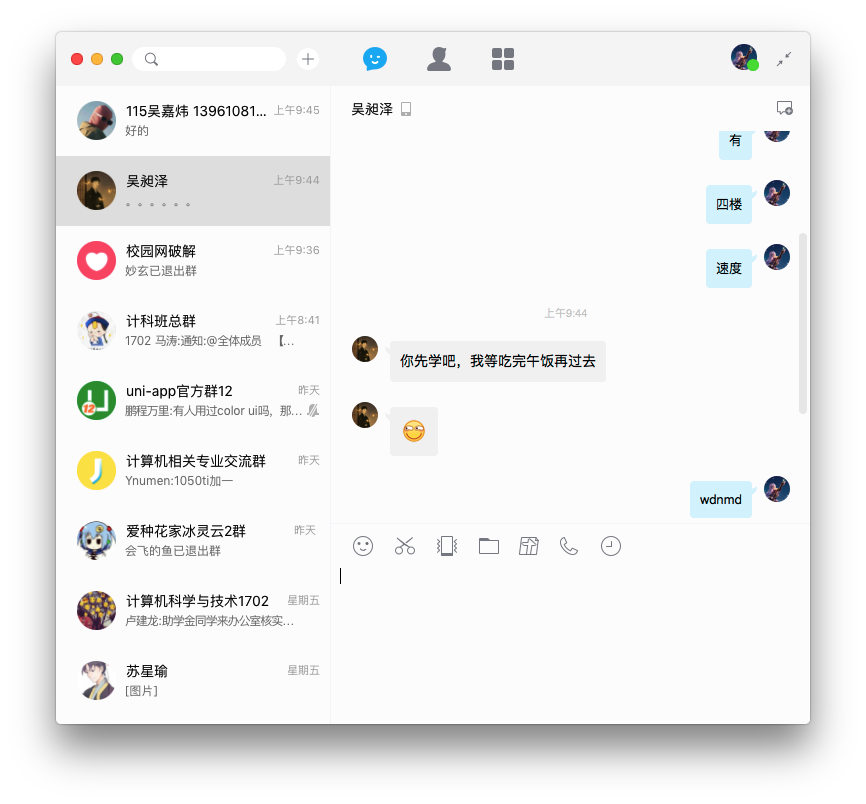 115吴嘉炜 13961081... 上午9:45
好的
吴昶泽 上午9:44
。。。。。。
校园网破解 上午9:36
妙玄已退出群
计科班总群 上午8:41
1702 马涛:通知:@全体成员 【...
uni-app官方群12 昨天
鹏程万里:有人用过color ui吗，那...
12
计算机相关专业交流群 昨天
Ynumen:1050ti加一
爱种花家冰灵云2群 昨天
会飞的鱼已退出群
计算机科学与技术1702 星期五
卢建龙:助学金同学来办公室核实...
苏星瑜 星期五
[图片]
吴昶泽
有
四楼
速度
上午9:44
你先学吧，我等吃完午饭再过去
wdnmd